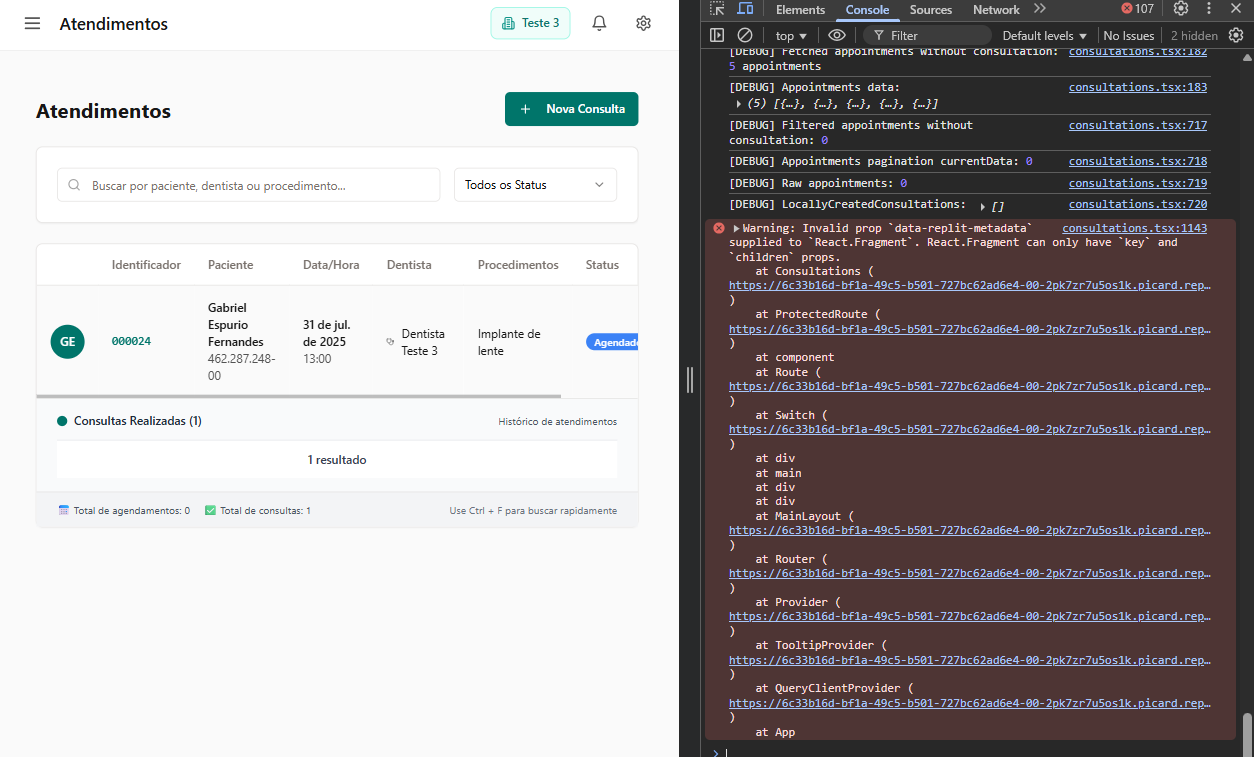 Atendimentos
Teste 3
Atendimentos
+ Nova Consulta
Buscar por paciente, dentista ou procedimento...
Todos os Status
Identificador Paciente Data/Hora Dentista Procedimentos Status
GE
000024
Gabriel
Espurio
Fernandes
462.287.248-
00
31 de jul.
de 2025
13:00
Dentista
Teste 3
Implante de
lente
Agendado
Consultas Realizadas (1)
Histórico de atendimentos
1 resultado
Total de agendamentos: 0
Total de consultas: 1
Use Ctrl + F para buscar rapidamente
Elements Console Sources Network 107
top Filter Default levels No Issues 2 hidden
[DEBUG] Fetched appointments without consultation: consultations.tsx:182
5 appointments
[DEBUG] Appointments data: consultations.tsx:183
(5) [{…}, {…}, {…}, {…}, {…}]
[DEBUG] Filtered appointments without consultations.tsx:717
consultation: 0
[DEBUG] Appointments pagination currentData: 0 consultations.tsx:718
[DEBUG] Raw appointments: 0 consultations.tsx:719
[DEBUG] LocallyCreatedConsultations: [] consultations.tsx:720
Warning: Invalid prop `data-replit-metadata` consultations.tsx:1143
supplied to `React.Fragment`. React.Fragment can only have `key` and
`children` props.
at Consultations (
https://6c33b16d-bf1a-49c5-b501-727bc62ad6e4-00-2pk7zr7u5os1k.picard.rep…
)
at ProtectedRoute (
https://6c33b16d-bf1a-49c5-b501-727bc62ad6e4-00-2pk7zr7u5os1k.picard.rep…
)
at component
at Route (
https://6c33b16d-bf1a-49c5-b501-727bc62ad6e4-00-2pk7zr7u5os1k.picard.rep…
)
at Switch (
https://6c33b16d-bf1a-49c5-b501-727bc62ad6e4-00-2pk7zr7u5os1k.picard.rep…
)
at div
at main
at div
at div
at MainLayout (
https://6c33b16d-bf1a-49c5-b501-727bc62ad6e4-00-2pk7zr7u5os1k.picard.rep…
)
at Router (
https://6c33b16d-bf1a-49c5-b501-727bc62ad6e4-00-2pk7zr7u5os1k.picard.rep…
)
at Provider (
https://6c33b16d-bf1a-49c5-b501-727bc62ad6e4-00-2pk7zr7u5os1k.picard.rep…
)
at TooltipProvider (
https://6c33b16d-bf1a-49c5-b501-727bc62ad6e4-00-2pk7zr7u5os1k.picard.rep…
)
at QueryClientProvider (
https://6c33b16d-bf1a-49c5-b501-727bc62ad6e4-00-2pk7zr7u5os1k.picard.rep…
)
at App